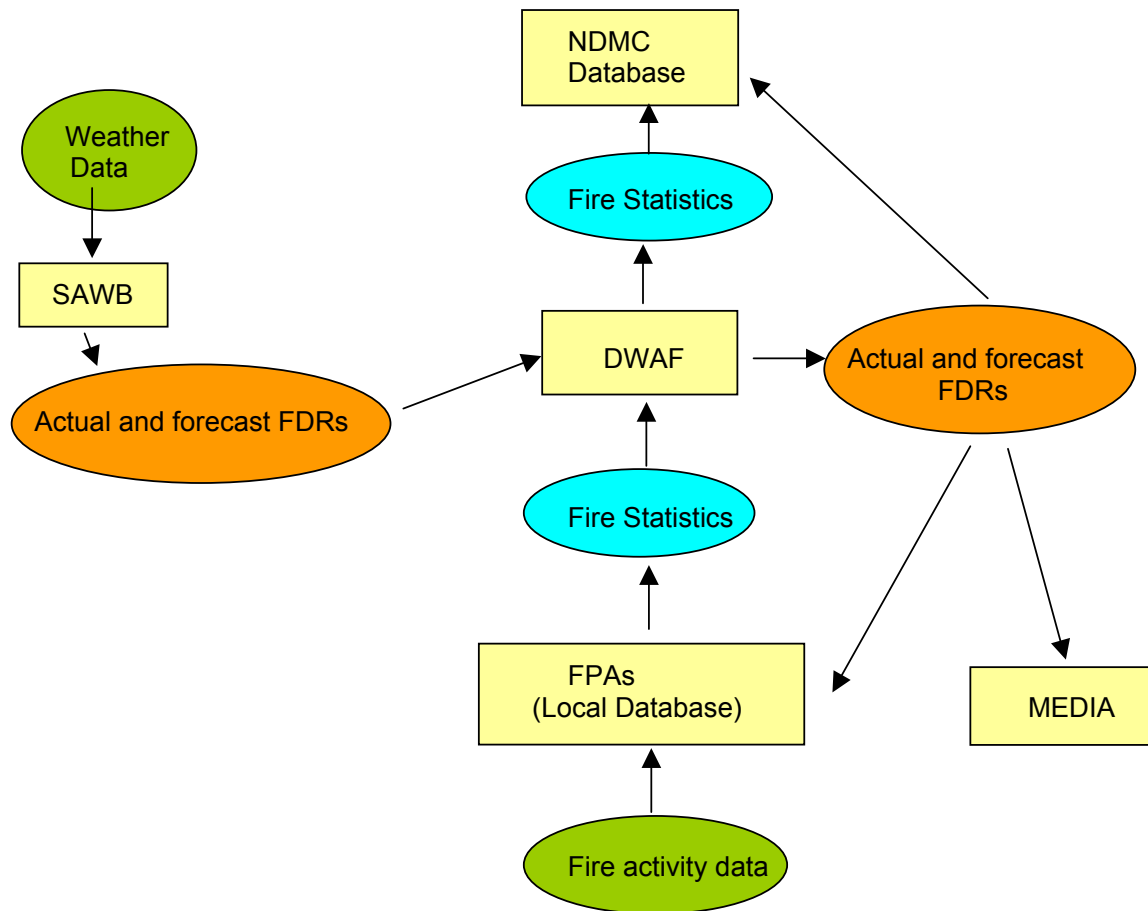 NDMC
Database
Weather
Data
Fire Statistics
SAWB
DWAF
Actual and forecast
FDRs
Actual and forecast FDRs
Fire Statistics
FPAs
(Local Database)
MEDIA
Fire activity data